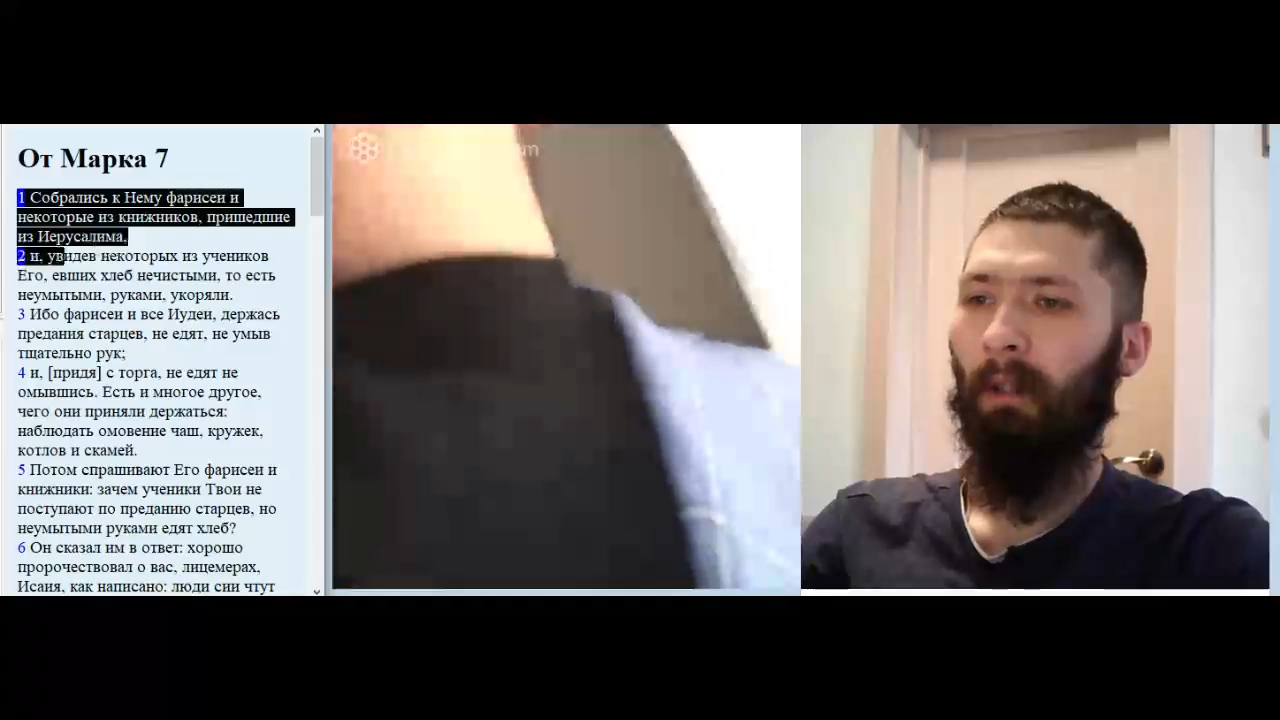 От Марка 7
1 Собрались к Нему фарисеи и
некоторые из книжников, пришедшие
из Иерусалима,
2 и, увидев некоторых из учеников
Его, евших хлеб нечистыми, то есть
неумытыми, руками, укоряли.
3 Ибо фарисеи и все Иудеи, держась
предания старцев, не едят, не умыв
тщательно рук;
4 и, [придя] с торга, не едят не
омывшись. Есть и многое другое,
чего они приняли держаться:
наблюдать омовение чаш, кружек,
котлов и скамей.
5 Потом спрашивают Его фарисеи и
книжники: зачем ученики Твои не
поступают по преданию старцев, но
неумытыми руками едят хлеб?
6 Он сказал им в ответ: хорошо
пророчествовал о вас, лицемерах,
Исаия, как написано: люди сии чтут